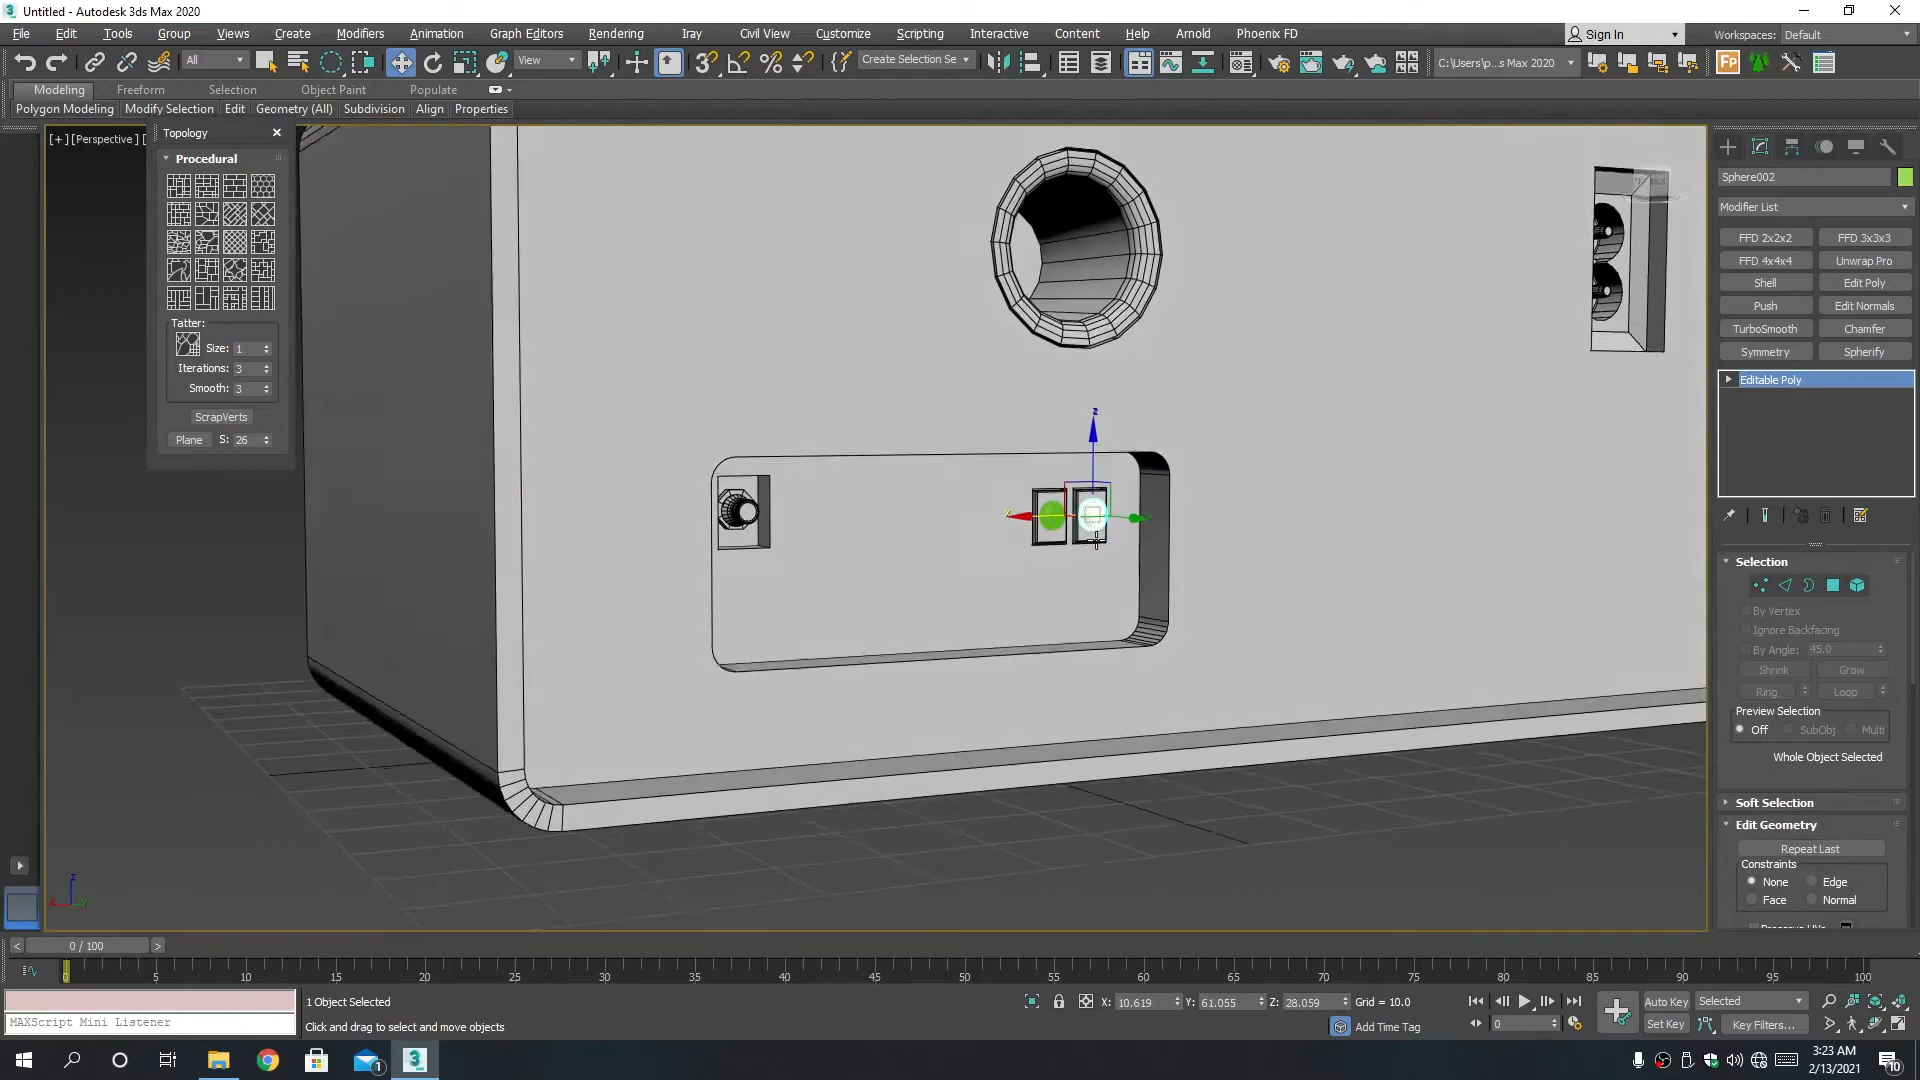 Untitled - Autodesk 3ds Max 2020
File Edit Tools Group Views Create Modifiers Animation Graph Editors Rendering Iray Civil View Customize Scripting Interactive Content Help Arnold Phoenix FD
Sign In Workspaces: Default
All View Create Selection Se C:\Users\p...s Max 2020
Modeling Freeform Selection Object Paint Populate
Polygon Modeling Modify Selection Edit Geometry (All) Subdivision Align Properties
[+][Perspective][
Topology
Procedural
Tatter:
Size: 1
Iterations: 3
Smooth: 3
ScrapVerts
Plane S: 26
z
Sphere002
Modifier List
FFD 2x2x2 FFD 3x3x3
FFD 4x4x4 Unwrap Pro
Shell Edit Poly
Push Edit Normals
TurboSmooth Chamfer
Symmetry Spherify
Editable Poly
Selection
By Vertex
Ignore Backfacing
By Angle: 45.0
Shrink Grow
Ring Loop
Preview Selection
Off SubObj Multi
Whole Object Selected
Soft Selection
Edit Geometry
Repeat Last
Constraints
None Edge
Face Normal
Preserve UVs
0 / 100
0 5 10 15 20 25 30 35 40 45 50 55 60 65 70 75 80 85 90 95 100
1 Object Selected X: 10.619 Y: 61.055 Z: 28.059 Grid = 10.0 Auto Key Selected
MAXScript Mini Listener Click and drag to select and move objects Add Time Tag 0 Set Key Key Filters...
3:23 AM
2/13/2021